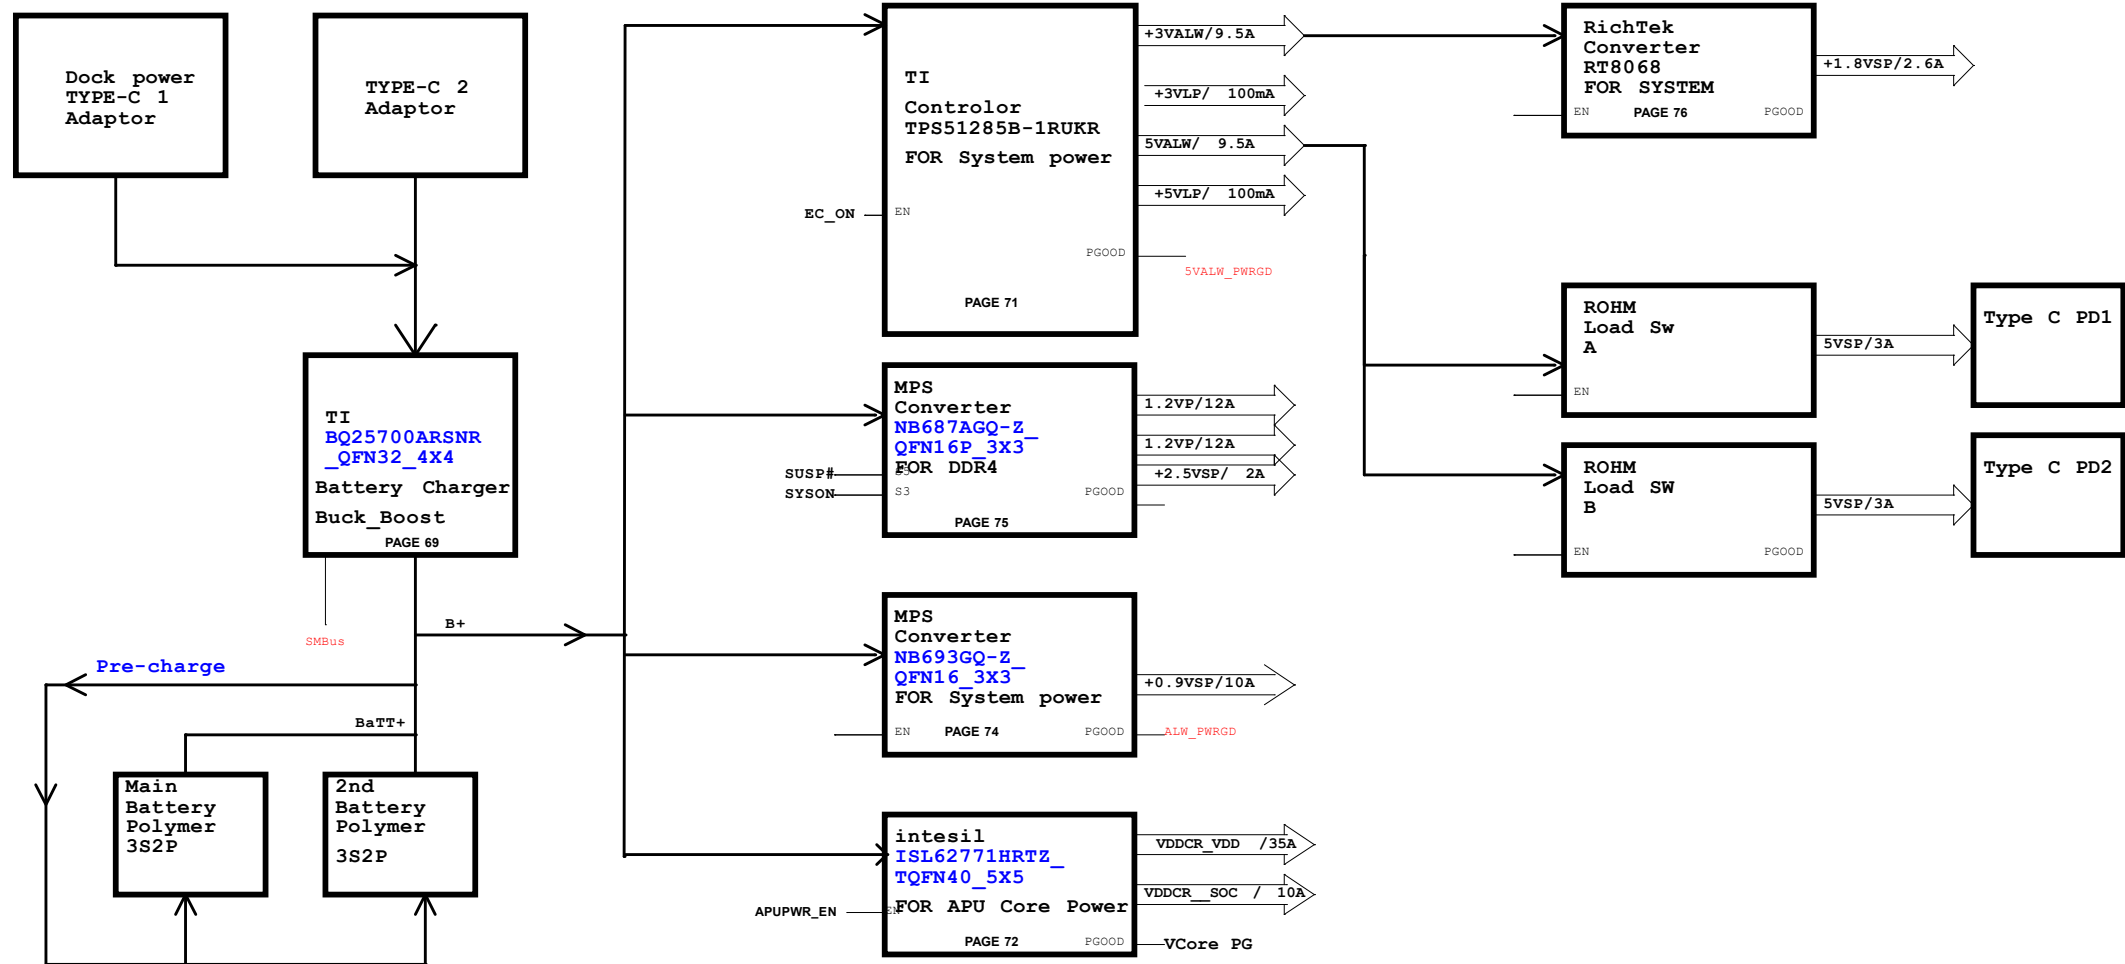 Dock power
TYPE-C 1
Adaptor
TYPE-C 2
Adaptor
TI
BQ25700ARSNR
_QFN32_4X4
Battery Charger
Buck_Boost
PAGE 69
SMBus
B+
Pre-charge
BaTT+
Main
Battery
Polymer
3S2P
2nd
Battery
Polymer
3S2P
TI
Controlor
TPS51285B-1RUKR
FOR System power
EC_ON
EN
PGOOD
5VALW_PWRGD
PAGE 71
+3VALW/9.5A
+3VLP/ 100mA
5VALW/ 9.5A
+5VLP/ 100mA
MPS
Converter
NB687AGQ-Z_
QFN16P_3X3
FOR DDR4
SUSP#
S5
SYSON
S3
PGOOD
PAGE 75
1.2VP/12A
1.2VP/12A
+2.5VSP/ 2A
MPS
Converter
NB693GQ-Z_
QFN16_3X3
FOR System power
EN
PAGE 74
PGOOD
ALW_PWRGD
+0.9VSP/10A
intesil
ISL62771HRTZ_
TQFN40_5X5
FOR APU Core Power
APUPWR_EN
EN
PAGE 72
PGOOD
VCore PG
VDDCR_VDD /35A
VDDCR__SOC / 10A
RichTek
Converter
RT8068
FOR SYSTEM
EN
PAGE 76
PGOOD
+1.8VSP/2.6A
ROHM
Load Sw
A
EN
5VSP/3A
Type C PD1
ROHM
Load SW
B
EN
PGOOD
5VSP/3A
Type C PD2